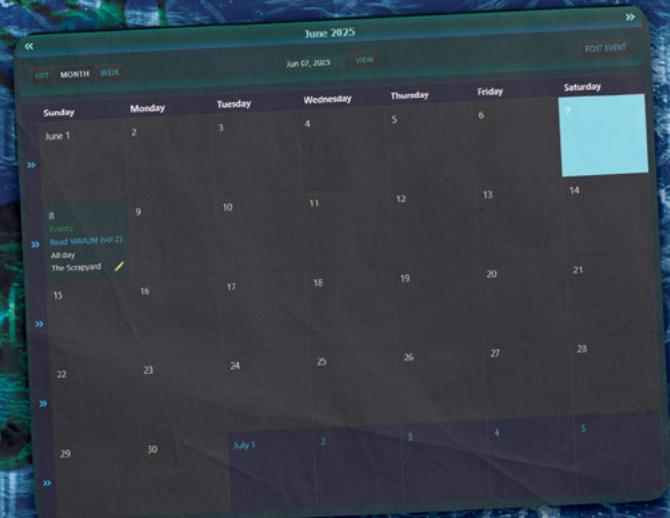 « June 2025 »
LIST MONTH WEEK Jun 07, 2025 VIEW POST EVENT
Sunday Monday Tuesday Wednesday Thursday Friday Saturday
June 1 2 3 4 5 6 7
»
8 9 10 11 12 13 14
Events:
» Read YAMUM (vol 2)
All day
The Scrapyard
15 16 17 18 19 20 21
»
22 23 24 25 26 27 28
»
29 30 July 1 2 3 4 5
»